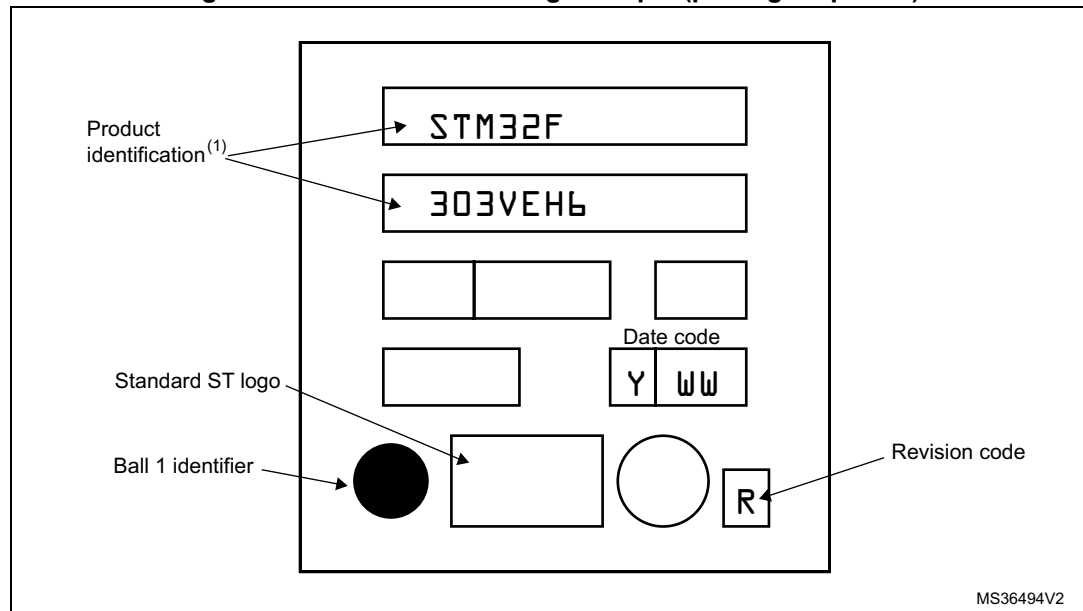 Product
identification(1)
STM32F
303VEH6
Date code
Y WW
Standard ST logo
Ball 1 identifier
Revision code
R
MS36494V2